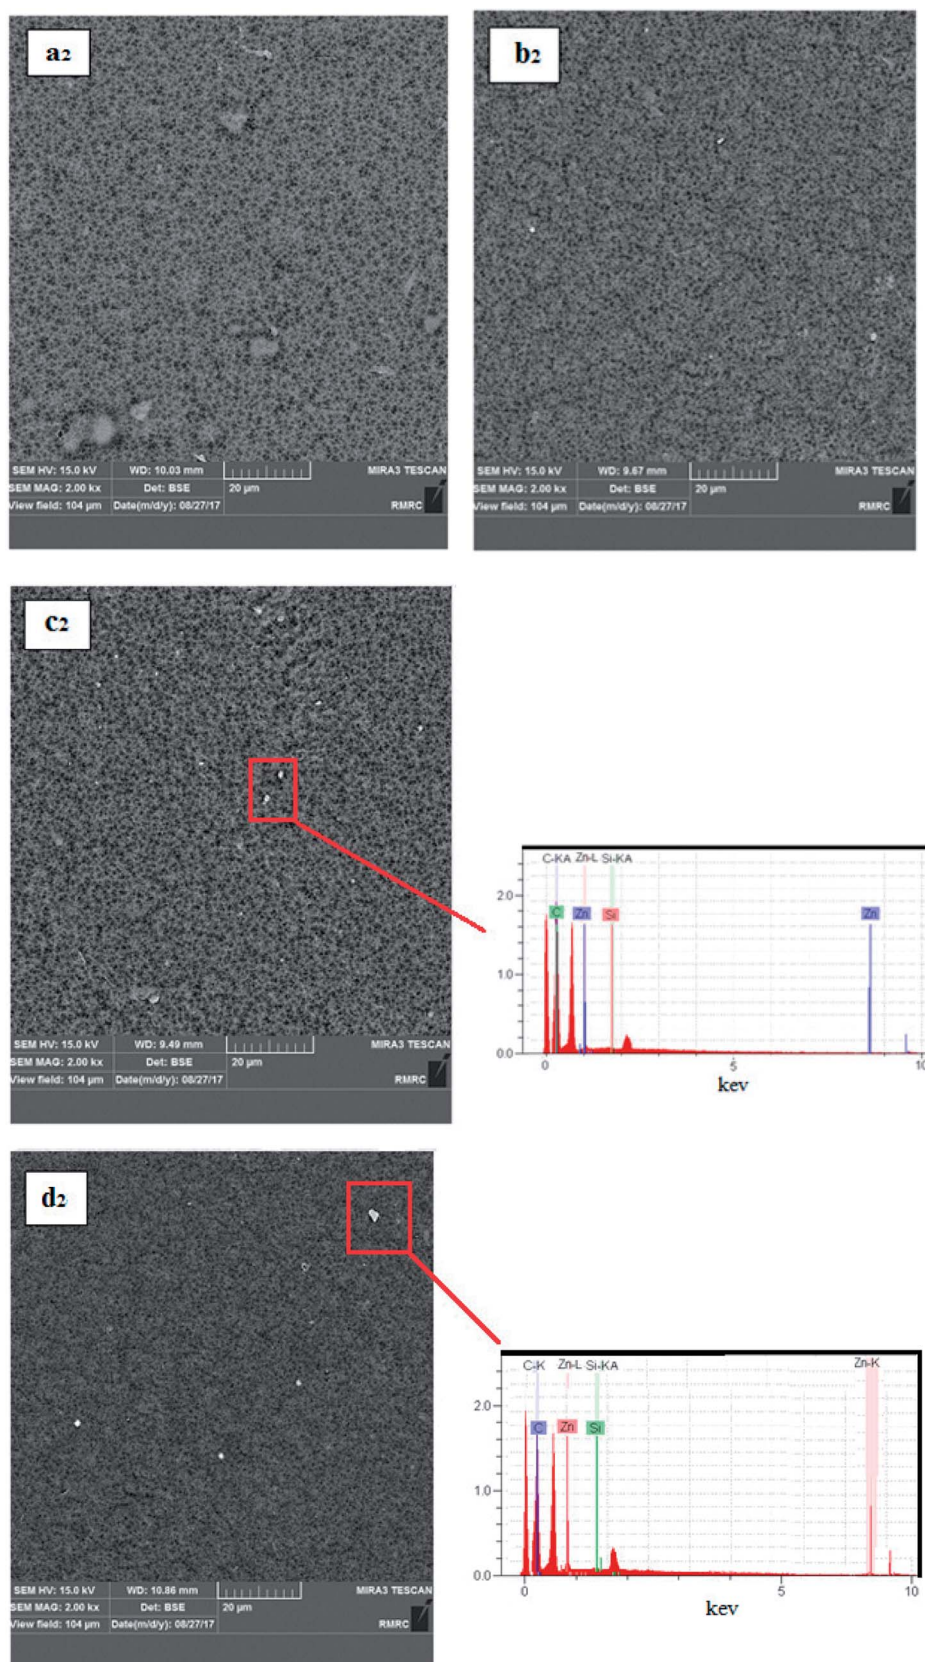 a2
b2
SEM HV: 15.0 kV WD: 10.03 mm MIRA3 TESCAN
SEM MAG: 2.00 kx Det: BSE 20 µm
View field: 104 µm Date(m/d/y): 08/27/17 RMRC
SEM HV: 15.0 kV WD: 9.67 mm MIRA3 TESCAN
SEM MAG: 2.00 kx Det: BSE 20 µm
View field: 104 µm Date(m/d/y): 08/27/17 RMRC
c2
SEM HV: 15.0 kV WD: 9.49 mm MIRA3 TESCAN
SEM MAG: 2.00 kx Det: BSE 20 µm
View field: 104 µm Date(m/d/y): 08/27/17 RMRC
C-KA Zn-L Si-KA
2.0
C Zn Si Zn
1.0
0.0
0 5 10
kev
d2
SEM HV: 15.0 kV WD: 10.86 mm MIRA3 TESCAN
SEM MAG: 2.00 kx Det: BSE 20 µm
View field: 104 µm Date(m/d/y): 08/27/17 RMRC
C-K Zn-L Si-KA Zn-K
2.0
C Zn Si
1.0
0.0
0 5 10
kev